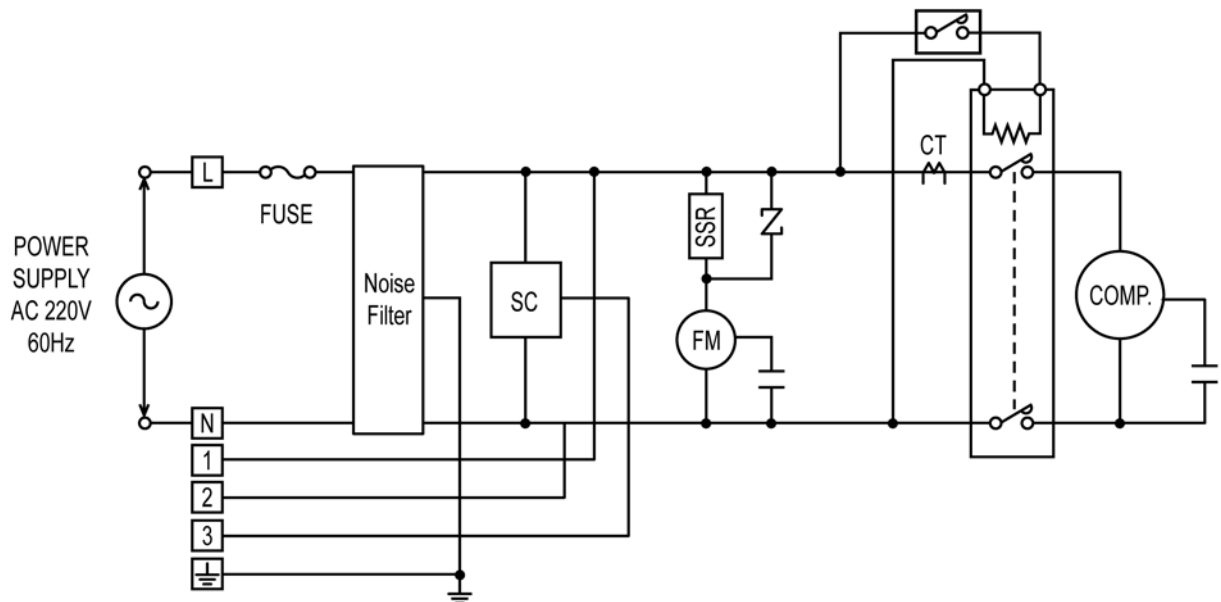 CT
L
FUSE
POWER
SUPPLY
AC 220V
60Hz
Noise
Filter
SC
SSR
FM
COMP.
N
1
2
3